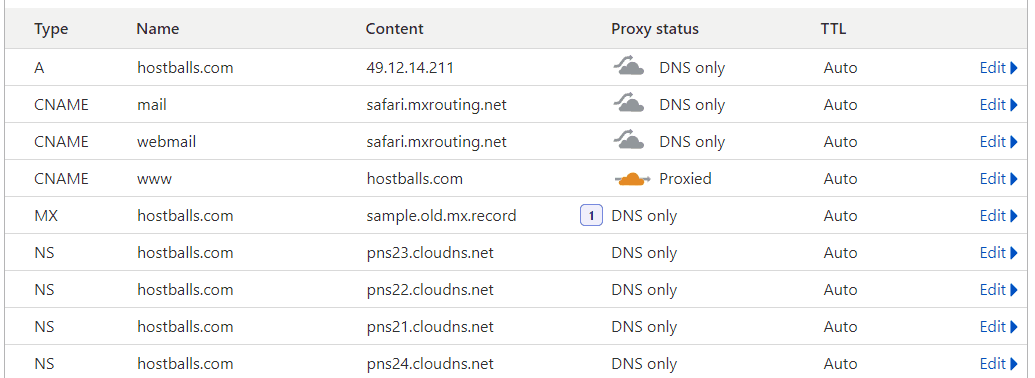 Type Name Content Proxy status TTL
A hostballs.com 49.12.14.211 DNS only Auto Edit
CNAME mail safari.mxrouting.net DNS only Auto Edit
CNAME webmail safari.mxrouting.net DNS only Auto Edit
CNAME www hostballs.com Proxied Auto Edit
MX hostballs.com sample.old.mx.record 1 DNS only Auto Edit
NS hostballs.com pns23.cloudns.net DNS only Auto Edit
NS hostballs.com pns22.cloudns.net DNS only Auto Edit
NS hostballs.com pns21.cloudns.net DNS only Auto Edit
NS hostballs.com pns24.cloudns.net DNS only Auto Edit